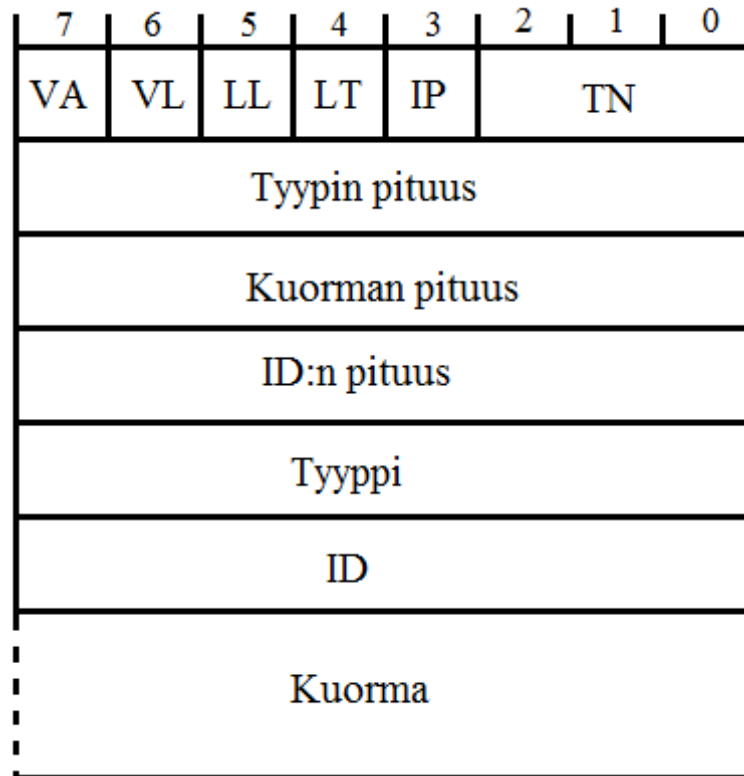 7 6 5 4 3 2 1 0
VA VL LL LT IP TN
Tyypin pituus
Kuorman pituus
ID:n pituus
Tyyppi
ID
Kuorma